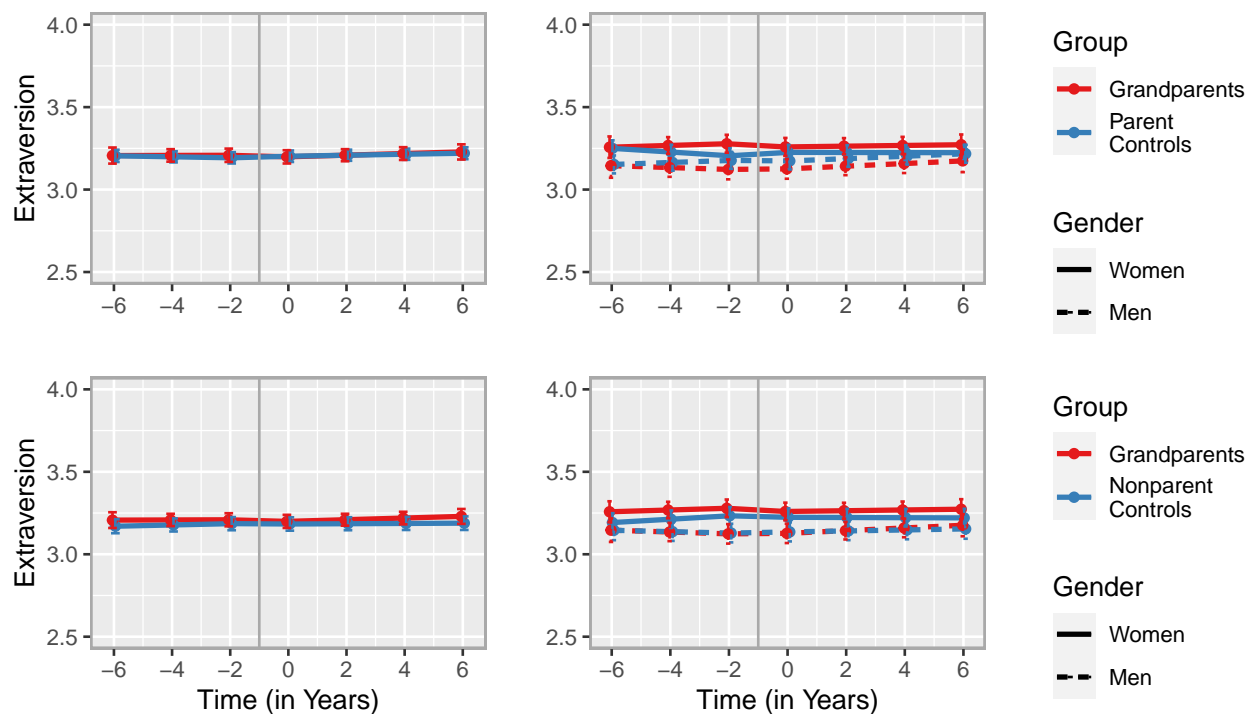 4.0
3.5
3.0
2.5
Extraversion
−6 −4 −2 0 2 4 6
4.0
3.5
3.0
2.5
−6 −4 −2 0 2 4 6
Group
Grandparents
Parent
Controls
Gender
Women
Men
4.0
3.5
3.0
2.5
Extraversion
−6 −4 −2 0 2 4 6
Time (in Years)
4.0
3.5
3.0
2.5
−6 −4 −2 0 2 4 6
Time (in Years)
Group
Grandparents
Nonparent
Controls
Gender
Women
Men